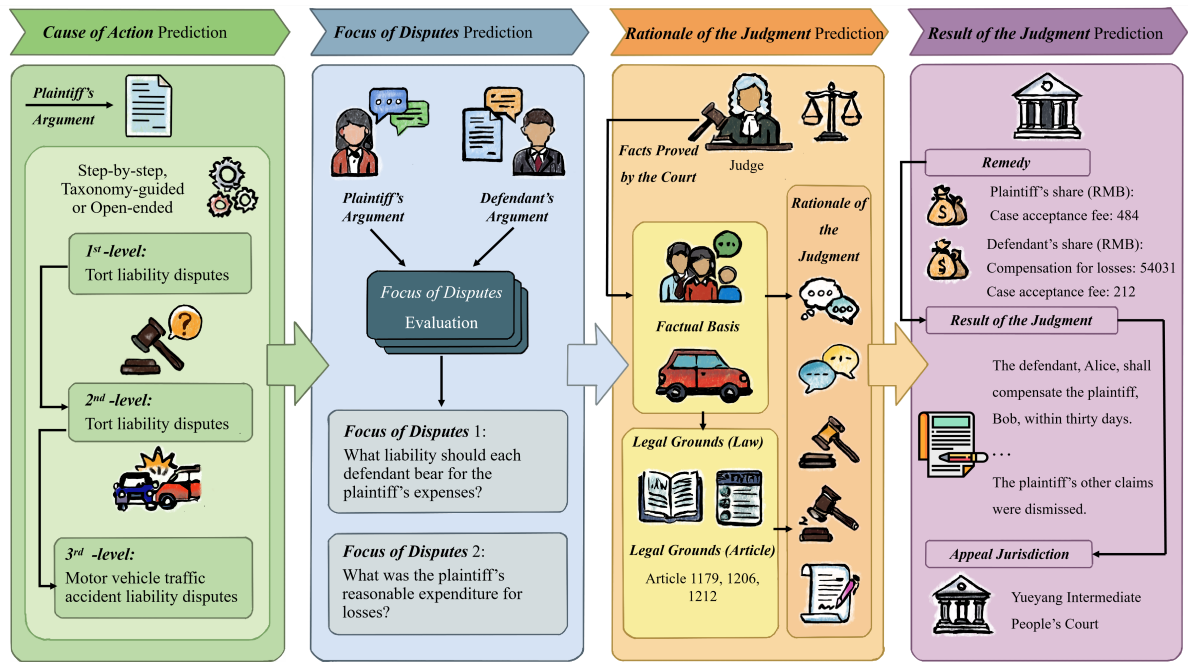 Cause of Action Prediction
Plaintiff's
Argument
Step-by-step,
Taxonomy-guided
or Open-ended
1st-level:
Tort liability disputes
?
2nd-level:
Tort liability disputes
3rd -level:
Motor vehicle traffic
accident liability disputes
Focus of Disputes Prediction
Plaintiff's
Argument
Defendant's
Argument
Focus of Disputes
Evaluation
Focus of Disputes 1:
What liability should each
defendant bear for the
plaintiff's expenses?
Focus of Disputes 2:
What was the plaintiff's
reasonable expenditure for
losses?
Rationale of the Judgment Prediction
Facts Proved
by the Court
Judge
Factual Basis
Legal Grounds (Law)
LAW
Legal Grounds (Article)
Article 1179, 1206,
1212
Rationale of
the
Judgment
Result of the Judgment Prediction
Remedy
$
Plaintiff's share (RMB):
Case acceptance fee: 484
$
Defendant's share (RMB):
Compensation for losses: 54031
Case acceptance fee: 212
Result of the Judgment
The defendant, Alice, shall
compensate the plaintiff,
Bob, within thirty days.
...
The plaintiff's other claims
were dismissed.
Appeal Jurisdiction
Yueyang Intermediate
People's Court